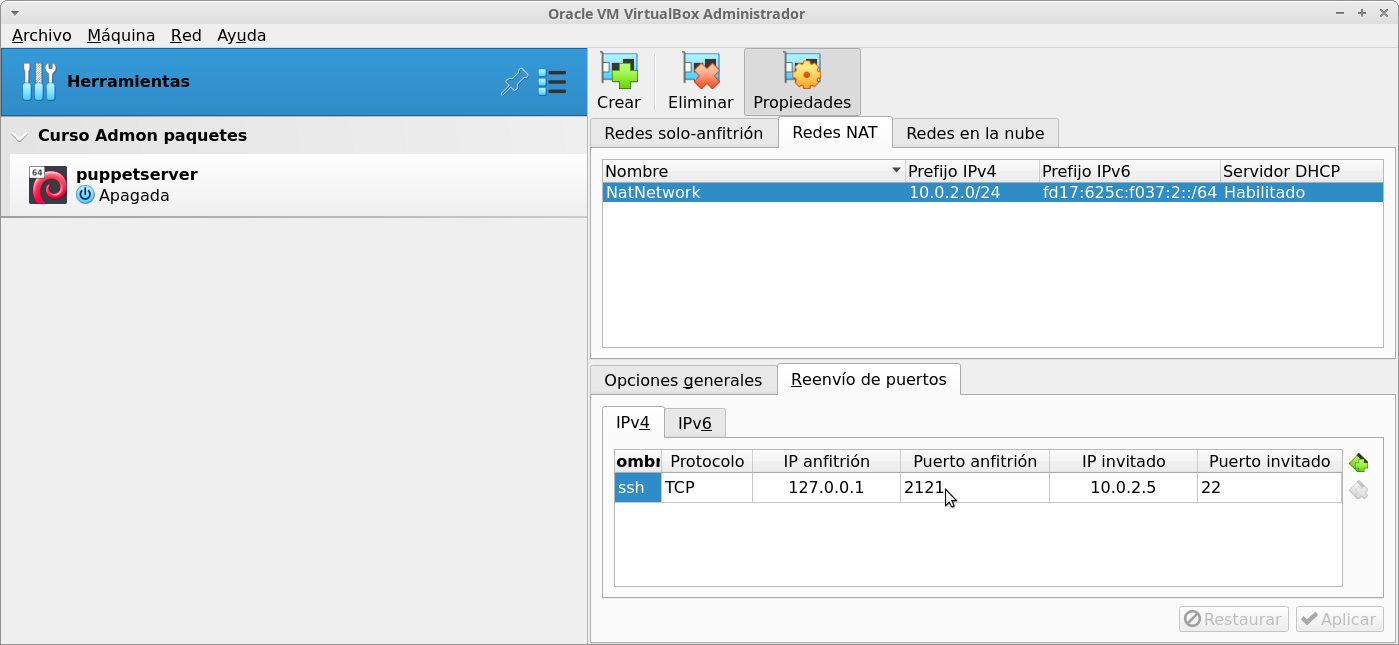 Oracle VM VirtualBox Administrador
Archivo Máquina Red Ayuda
Herramientas
Curso Admon paquetes
64
puppetserver
Apagada
Crear Eliminar Propiedades
Redes solo-anfitrión Redes NAT Redes en la nube
Nombre Prefijo IPv4 Prefijo IPv6 Servidor DHCP
NatNetwork 10.0.2.0/24 fd17:625c:f037:2::/64 Habilitado
Opciones generales Reenvío de puertos
IPv4 IPv6
ombr Protocolo IP anfitrión Puerto anfitrión IP invitado Puerto invitado
ssh TCP 127.0.0.1 2121 10.0.2.5 22
Restaurar Aplicar